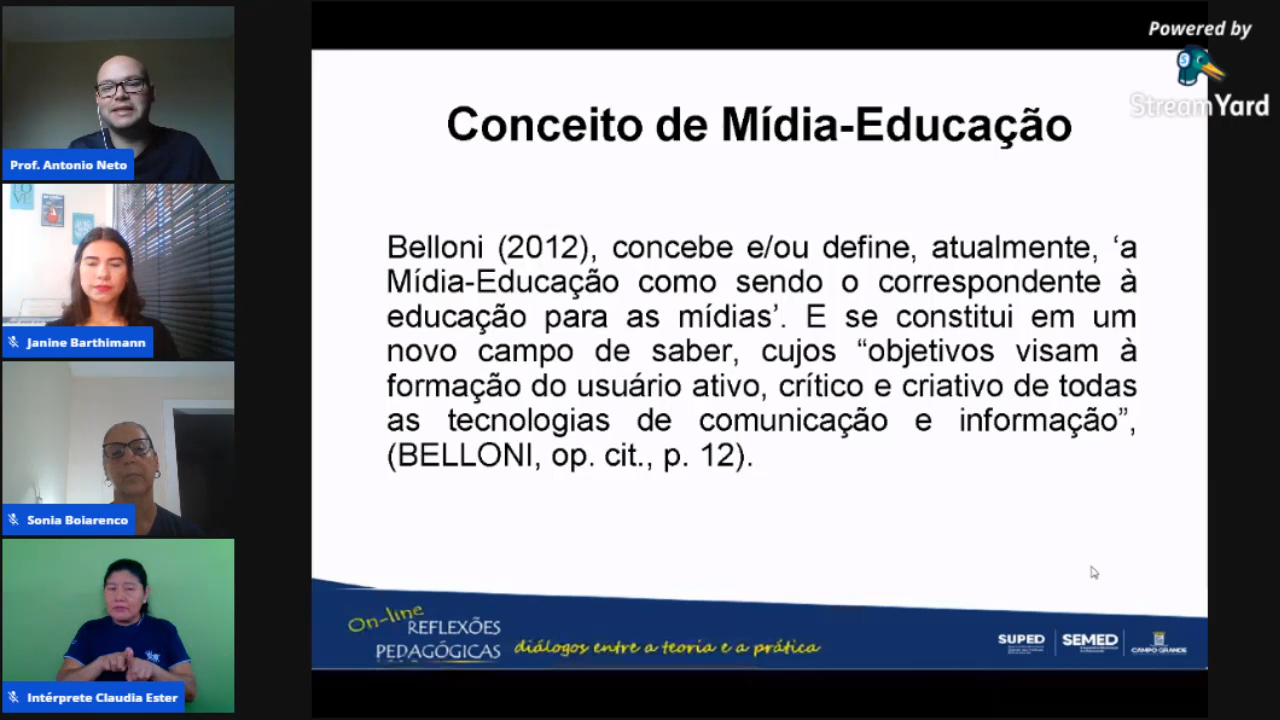 Powered by
StreamYard
Prof. Antonio Neto
Janine Barthimann
Sonia Boiarenco
Intérprete Claudia Ester
Conceito de Mídia-Educação
Belloni (2012), concebe e/ou define, atualmente, ‘a
Mídia-Educação como sendo o correspondente à
educação para as mídias’. E se constitui em um
novo campo de saber, cujos “objetivos visam à
formação do usuário ativo, crítico e criativo de todas
as tecnologias de comunicação e informação”,
(BELLONI, op. cit., p. 12).
On-line
REFLEXÕES
PEDAGÓGICAS
diálogos entre a teoria e a prática
SUPED
SEMED
CAMPO GRANDE